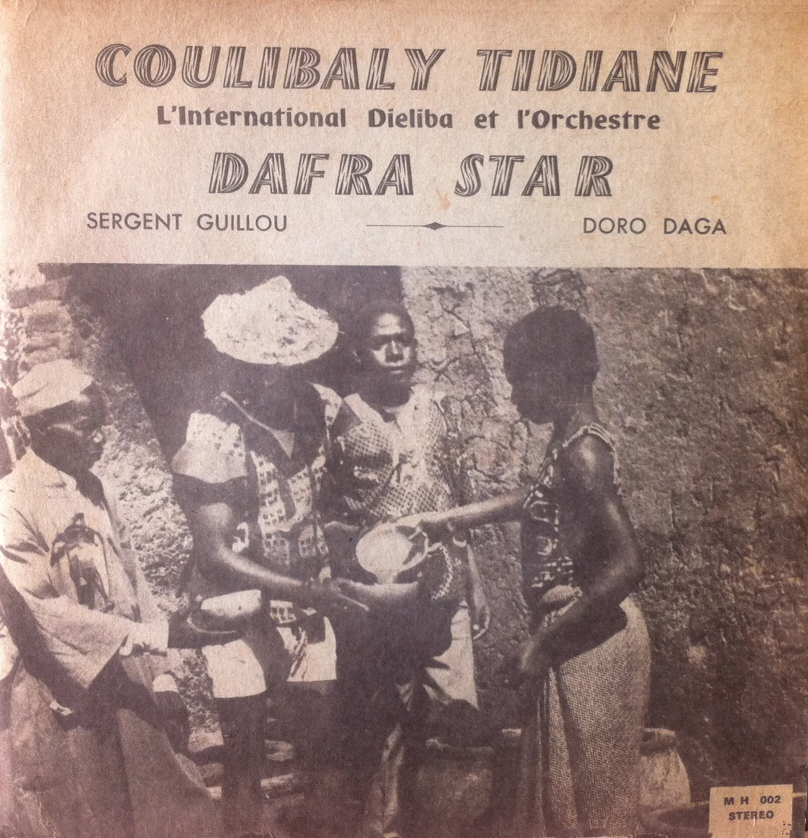 COULIBALY TIDIANE
L'International Dieliba et l'Orchestre
DAFRA STAR
SERGENT GUILLOU DORO DAGA
M H 002
STEREO